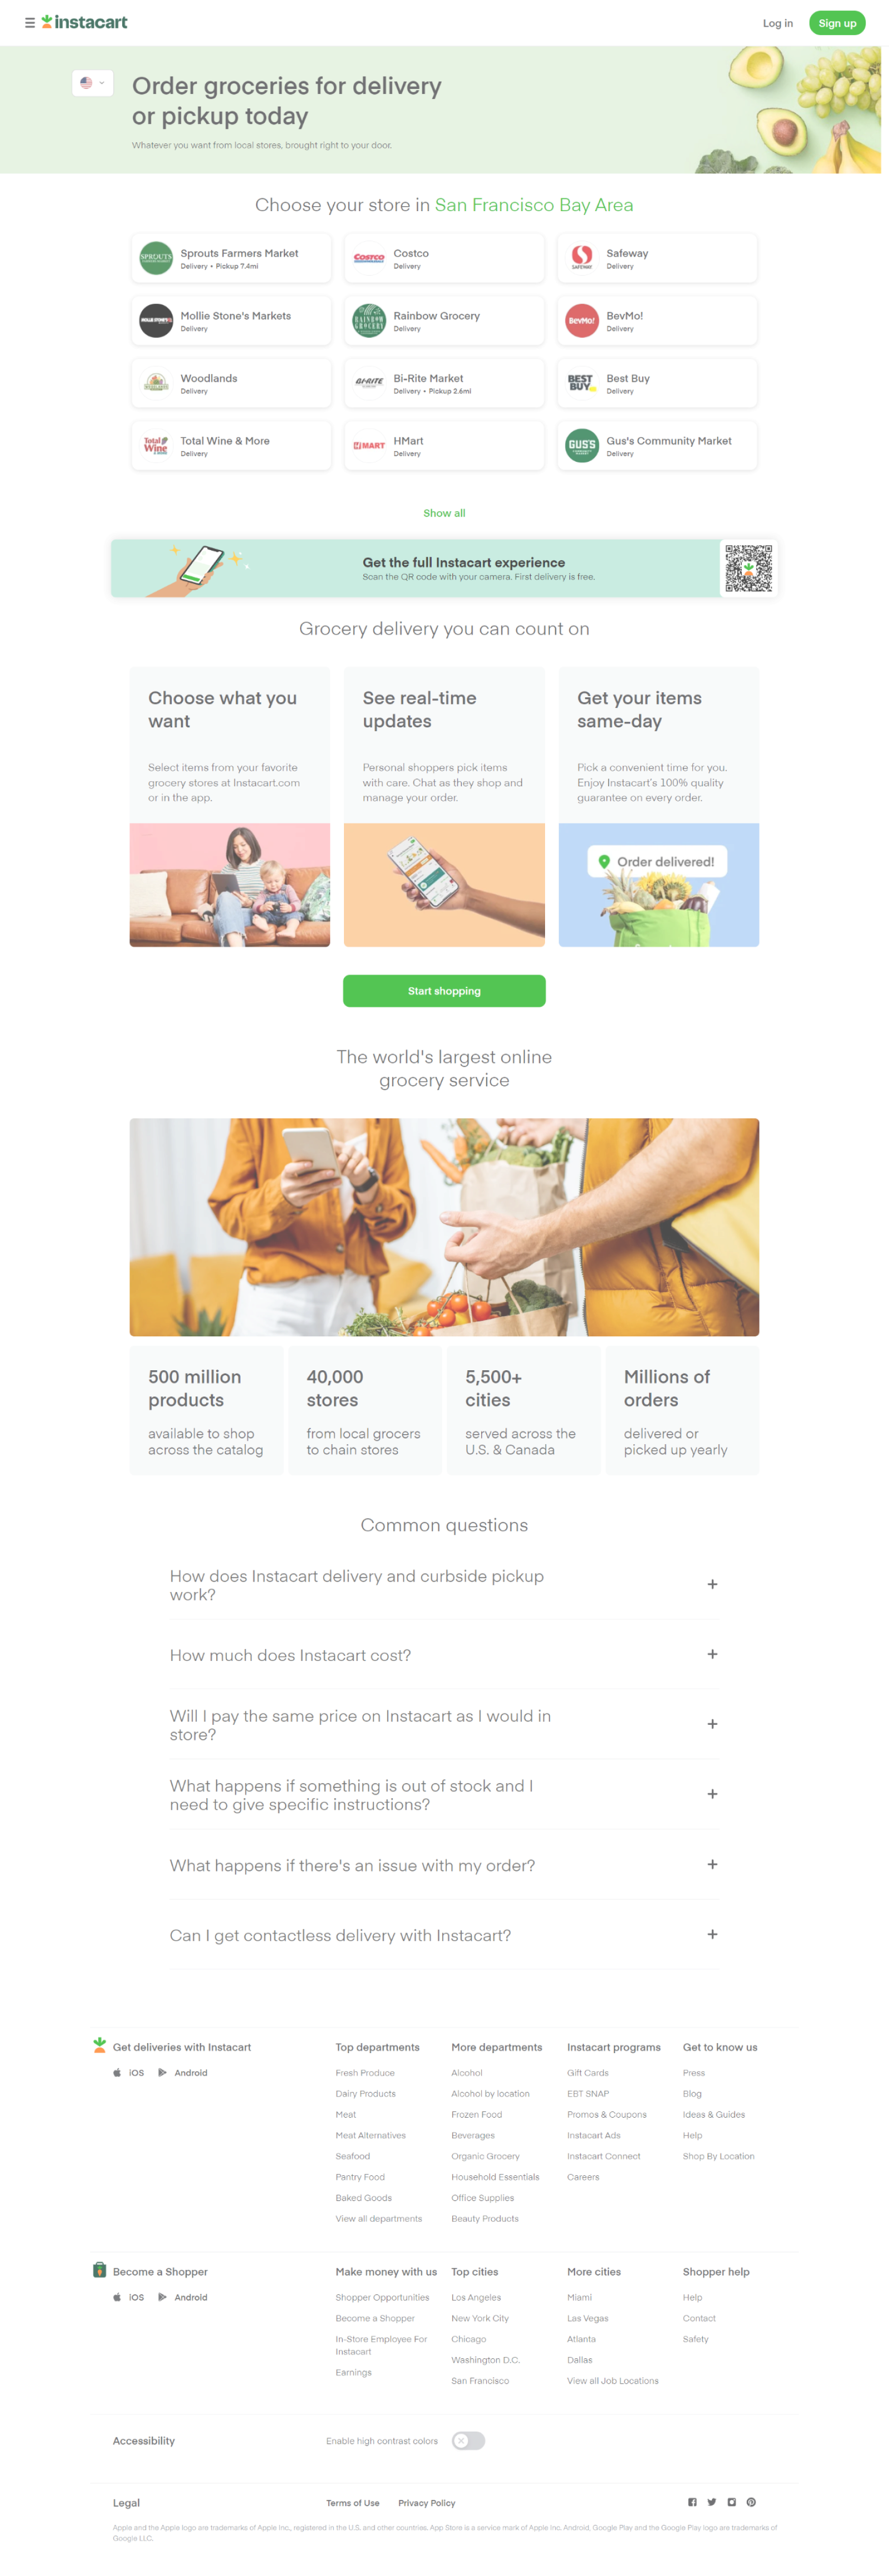 instacart
Log in
Sign up
Order groceries for delivery
or pickup today
Whatever you want from local stores, brought right to your door.
Choose your store in San Francisco Bay Area
SPROUTS
Sprouts Farmers Market
Delivery • Pickup 7.4mi
COSTCO
Costco
Delivery
SAFEWAY
Safeway
Delivery
MOLLIE STONE'S
Mollie Stone's Markets
Delivery
RAINBOW
GROCERY
Rainbow Grocery
Delivery
BevMo!
BevMo!
Delivery
Woodlands
Delivery
BI-RITE
Bi-Rite Market
Delivery • Pickup 2.6mi
BEST
BUY
Best Buy
Delivery
Total
Wine
Total Wine & More
Delivery
H MART
HMart
Delivery
GUS'S
Gus's Community Market
Delivery
Show all
Get the full Instacart experience
Scan the QR code with your camera. First delivery is free.
Grocery delivery you can count on
Choose what you
want
Select items from your favorite
grocery stores at Instacart.com
or in the app.
See real-time
updates
Personal shoppers pick items
with care. Chat as they shop and
manage your order.
Get your items
same-day
Pick a convenient time for you.
Enjoy Instacart's 100% quality
guarantee on every order.
Order delivered!
Start shopping
The world's largest online
grocery service
500 million
products
available to shop
across the catalog
40,000
stores
from local grocers
to chain stores
5,500+
cities
served across the
U.S. & Canada
Millions of
orders
delivered or
picked up yearly
Common questions
How does Instacart delivery and curbside pickup
work?
How much does Instacart cost?
Will I pay the same price on Instacart as I would in
store?
What happens if something is out of stock and I
need to give specific instructions?
What happens if there's an issue with my order?
Can I get contactless delivery with Instacart?
Get deliveries with Instacart
iOS
Android
Top departments
Fresh Produce
Dairy Products
Meat
Meat Alternatives
Seafood
Pantry Food
Baked Goods
View all departments
More departments
Alcohol
Alcohol by location
Frozen Food
Beverages
Organic Grocery
Household Essentials
Office Supplies
Beauty Products
Instacart programs
Gift Cards
EBT SNAP
Promos & Coupons
Instacart Ads
Instacart Connect
Careers
Get to know us
Press
Blog
Ideas & Guides
Help
Shop By Location
Become a Shopper
iOS
Android
Make money with us
Shopper Opportunities
Become a Shopper
In-Store Employee For
Instacart
Earnings
Top cities
Los Angeles
New York City
Chicago
Washington D.C.
San Francisco
More cities
Miami
Las Vegas
Atlanta
Dallas
View all Job Locations
Shopper help
Help
Contact
Safety
Accessibility
Enable high contrast colors
Legal
Terms of Use
Privacy Policy
Apple and the Apple logo are trademarks of Apple Inc., registered in the U.S. and other countries. App Store is a service mark of Apple Inc. Android, Google Play and the Google Play logo are trademarks of
Google LLC.